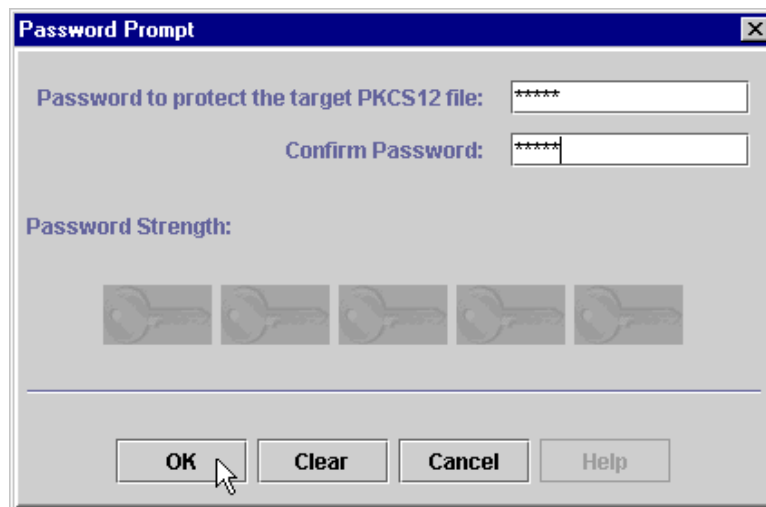 Password Prompt
Password to protect the target PKCS12 file: *****
Confirm Password: *****
Password Strength:
OK Clear Cancel Help